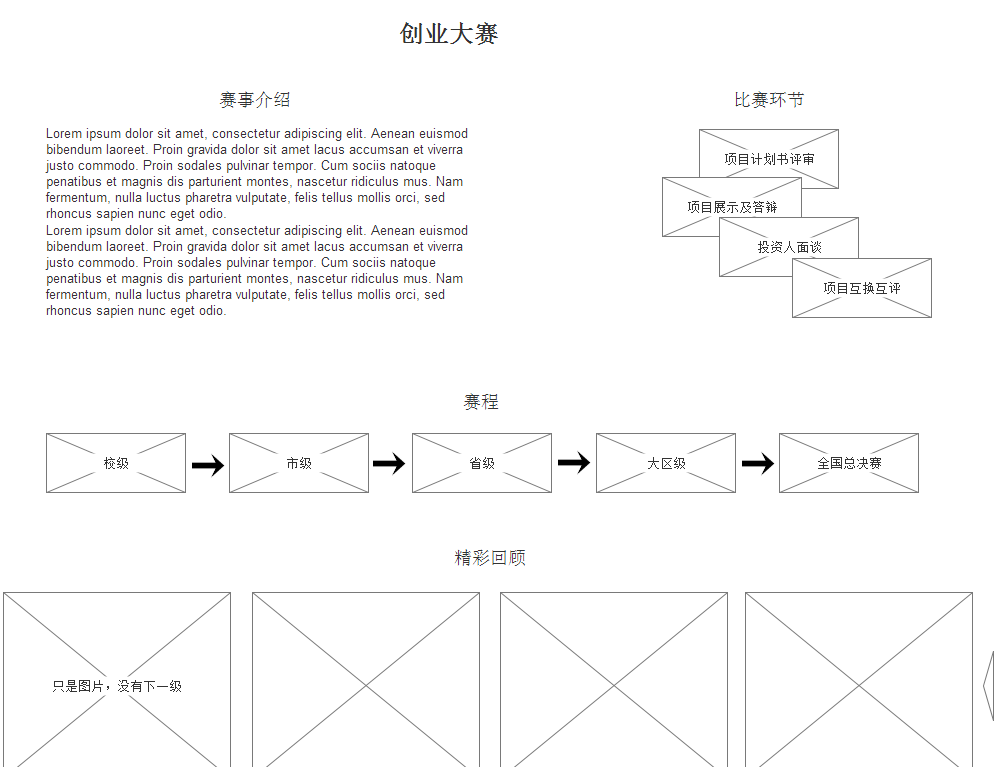 创业大赛
赛事介绍
Lorem ipsum dolor sit amet, consectetur adipiscing elit. Aenean euismod
bibendum laoreet. Proin gravida dolor sit amet lacus accumsan et viverra
justo commodo. Proin sodales pulvinar tempor. Cum sociis natoque
penatibus et magnis dis parturient montes, nascetur ridiculus mus. Nam
fermentum, nulla luctus pharetra vulputate, felis tellus mollis orci, sed
rhoncus sapien nunc eget odio.
Lorem ipsum dolor sit amet, consectetur adipiscing elit. Aenean euismod
bibendum laoreet. Proin gravida dolor sit amet lacus accumsan et viverra
justo commodo. Proin sodales pulvinar tempor. Cum sociis natoque
penatibus et magnis dis parturient montes, nascetur ridiculus mus. Nam
fermentum, nulla luctus pharetra vulputate, felis tellus mollis orci, sed
rhoncus sapien nunc eget odio.
比赛环节
项目计划书评审
项目展示及答辩
投资人面谈
项目互换互评
赛程
校级
市级
省级
大区级
全国总决赛
精彩回顾
只是图片，没有下一级